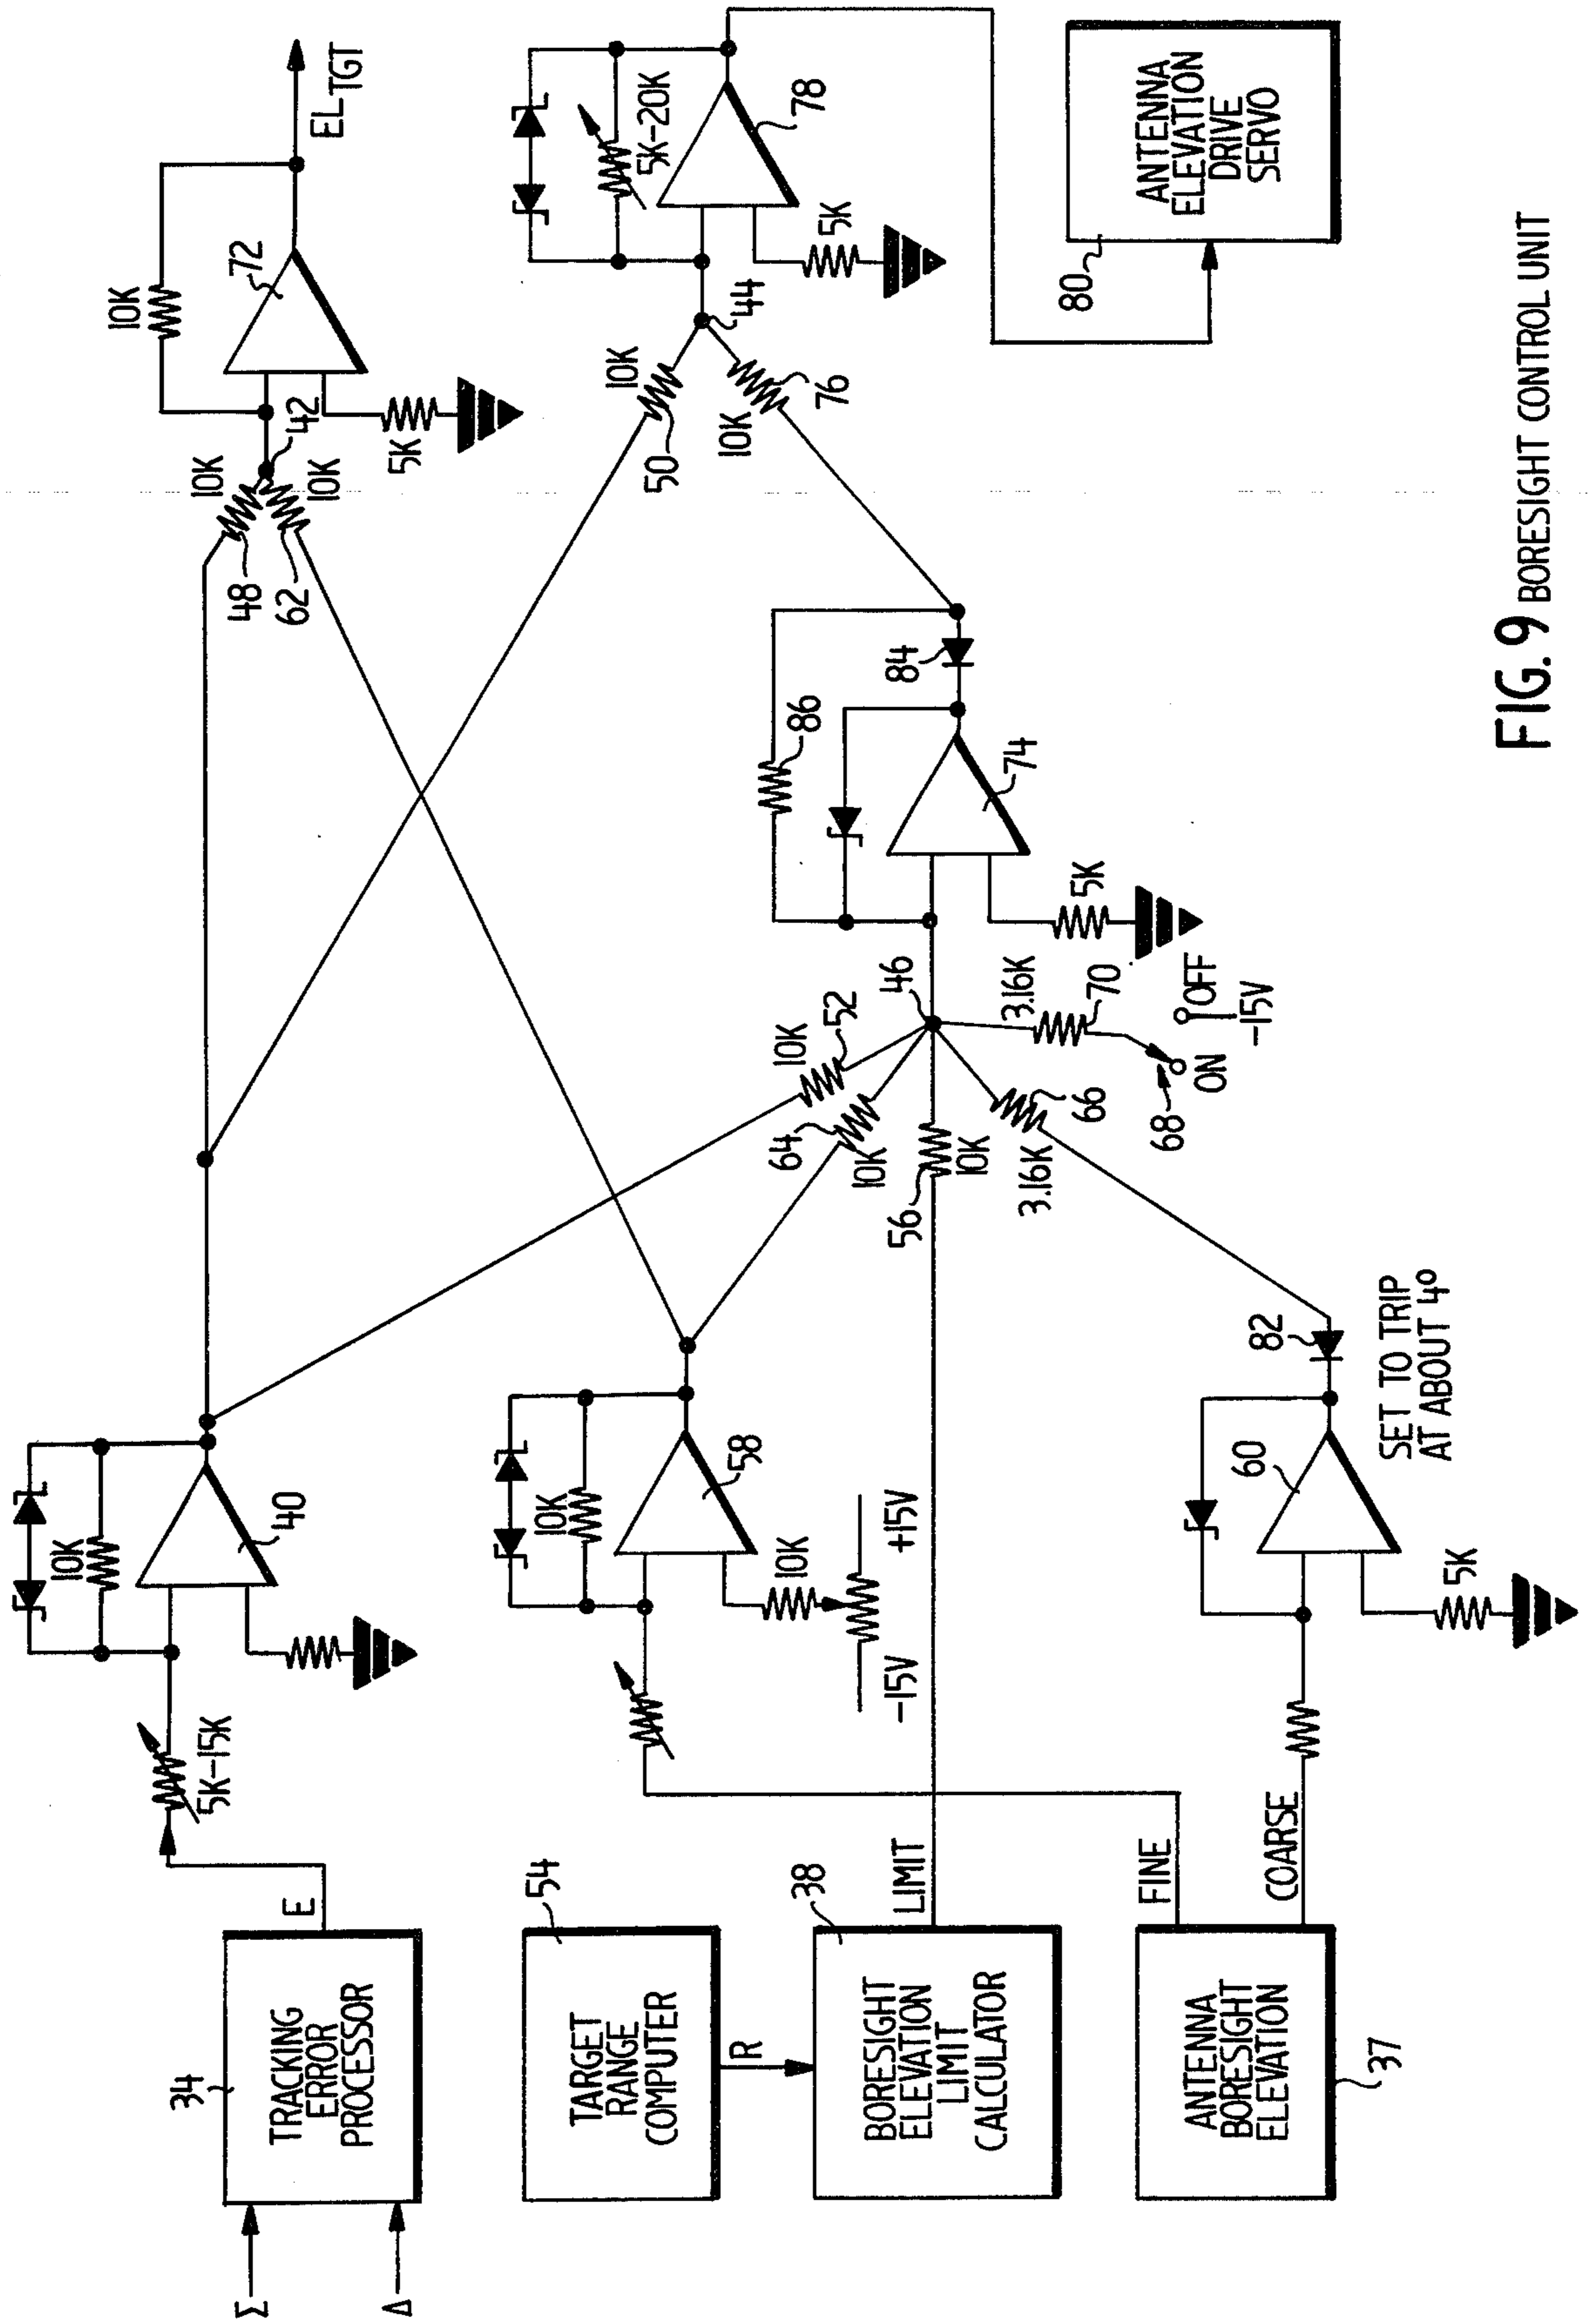 Σ
Δ
34
TRACKING
ERROR
PROCESSOR
E
5K-15K
10K
40
54
TARGET
RANGE
COMPUTER
R
38
BORESIGHT
ELEVATION
LIMIT
CALCULATOR
LIMIT
ANTENNA
BORESIGHT
ELEVATION
37
FINE
COARSE
10K
58
10K
-15V
+15V
60
5K
82
SET TO TRIP
AT ABOUT 4°
10K
52
64
10K
56
10K
3.16K
66
46
3.16K
70
68
ON
OFF
-15V
86
84
74
5K
10K
48
62
10K
42
10K
72
5K
EL TGT
10K
50
10K
76
44
5K-20K
78
5K
80
ANTENNA
ELEVATION
DRIVE
SERVO
FIG. 9 BORESIGHT CONTROL UNIT